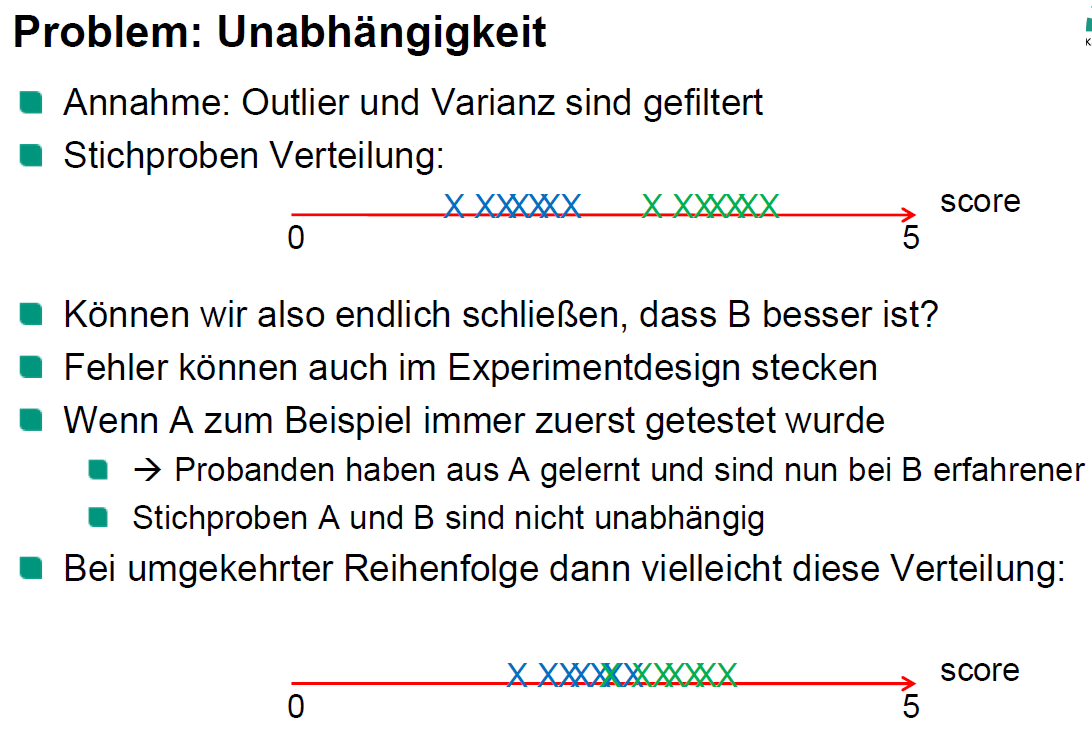 Problem: Unabhängigkeit
K
Annahme: Outlier und Varianz sind gefiltert
Stichproben Verteilung:
X XXXXXX X XXXXXX score
0 5
Können wir also endlich schließen, dass B besser ist?
Fehler können auch im Experimentdesign stecken
Wenn A zum Beispiel immer zuerst getestet wurde
→ Probanden haben aus A gelernt und sind nun bei B erfahrener
Stichproben A und B sind nicht unabhängig
Bei umgekehrter Reihenfolge dann vielleicht diese Verteilung:
X XXXXXXXXXXXXX score
0 5